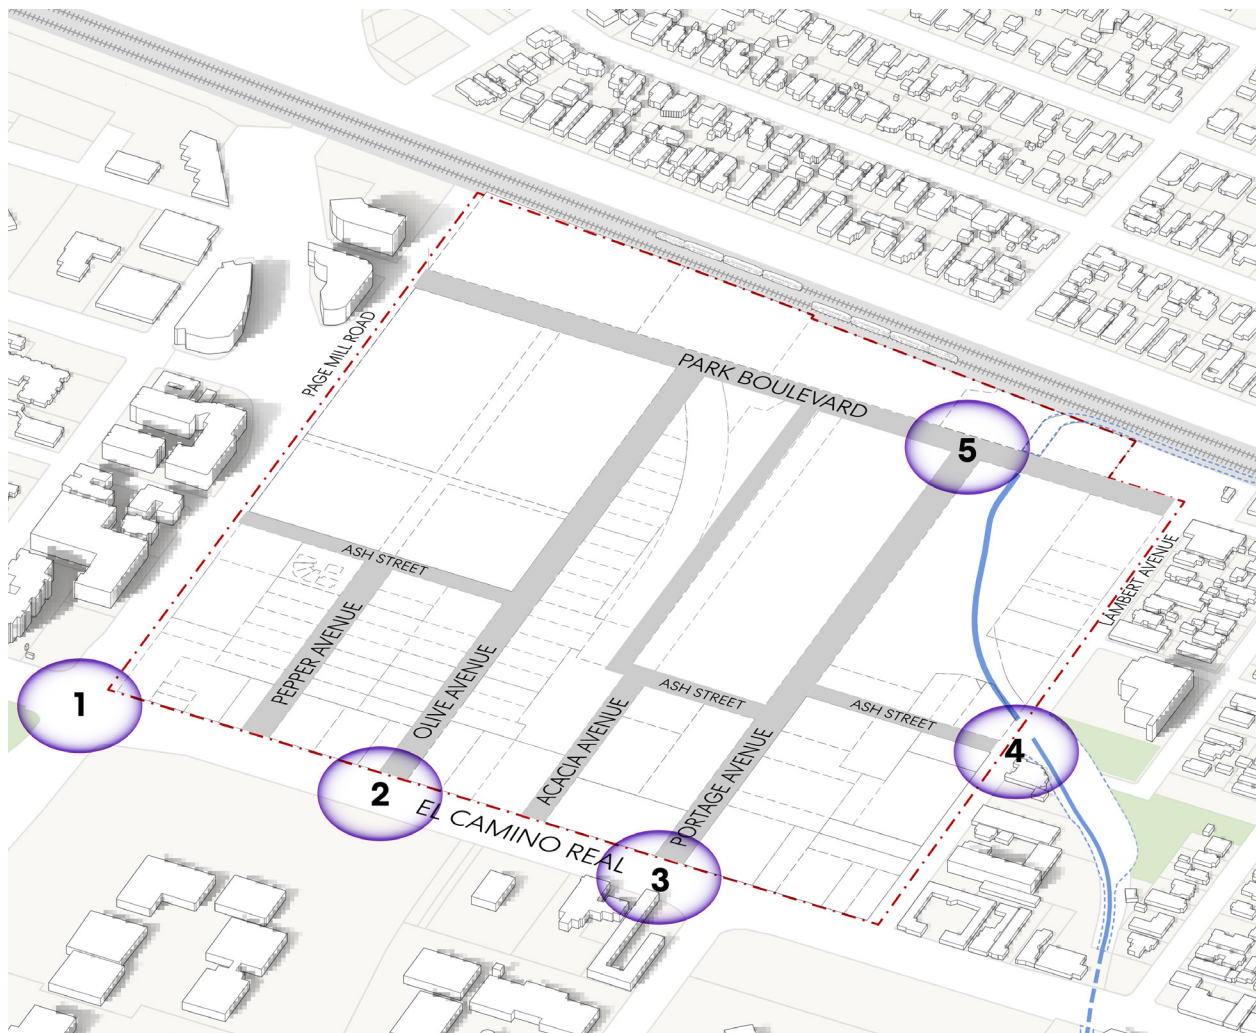 PAGE MILL ROAD
PARK BOULEVARD
5
ASH STREET
LAMBERT AVENUE
PEPPER AVENUE
OLIVE AVENUE
ASH STREET
ASH STREET
1
ACACIA AVENUE
PORTAGE AVENUE
4
2
EL CAMINO REAL
3